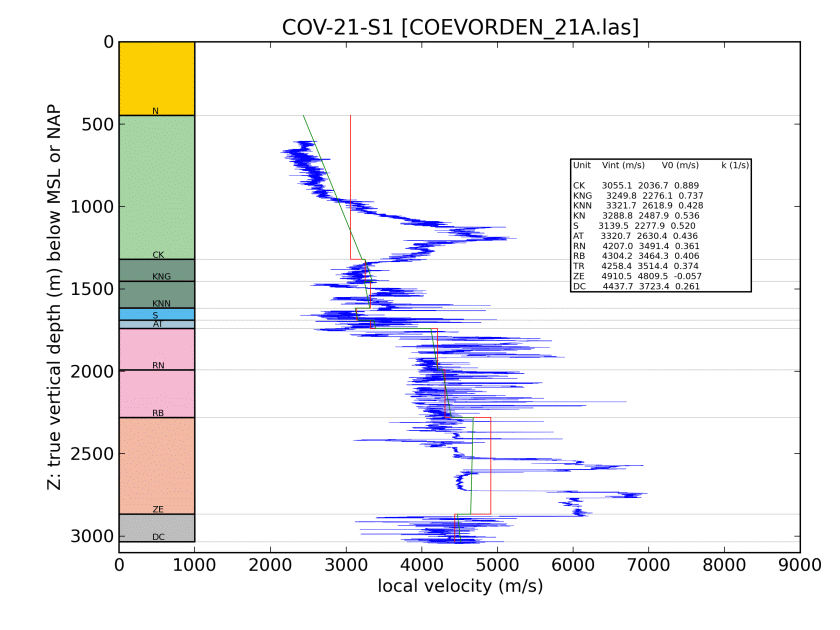 COV-21-S1 [COEVORDEN_21A.las]
Z: true vertical depth (m) below MSL or NAP
0
500
1000
1500
2000
2500
3000
N
CK
KNG
KNN
S
AT
RN
RB
ZE
DC
Unit Vint (m/s) V0 (m/s) k (1/s)
CK 3055.1 2036.7 0.889
KNG 3249.8 2276.1 0.737
KNN 3321.7 2618.9 0.428
KN 3288.8 2487.9 0.536
S 3139.5 2277.9 0.520
AT 3320.7 2630.4 0.436
RN 4207.0 3491.4 0.361
RB 4304.2 3464.3 0.406
TR 4258.4 3514.4 0.374
ZE 4910.5 4809.5 -0.057
DC 4437.7 3723.4 0.261
0 1000 2000 3000 4000 5000 6000 7000 8000 9000
local velocity (m/s)